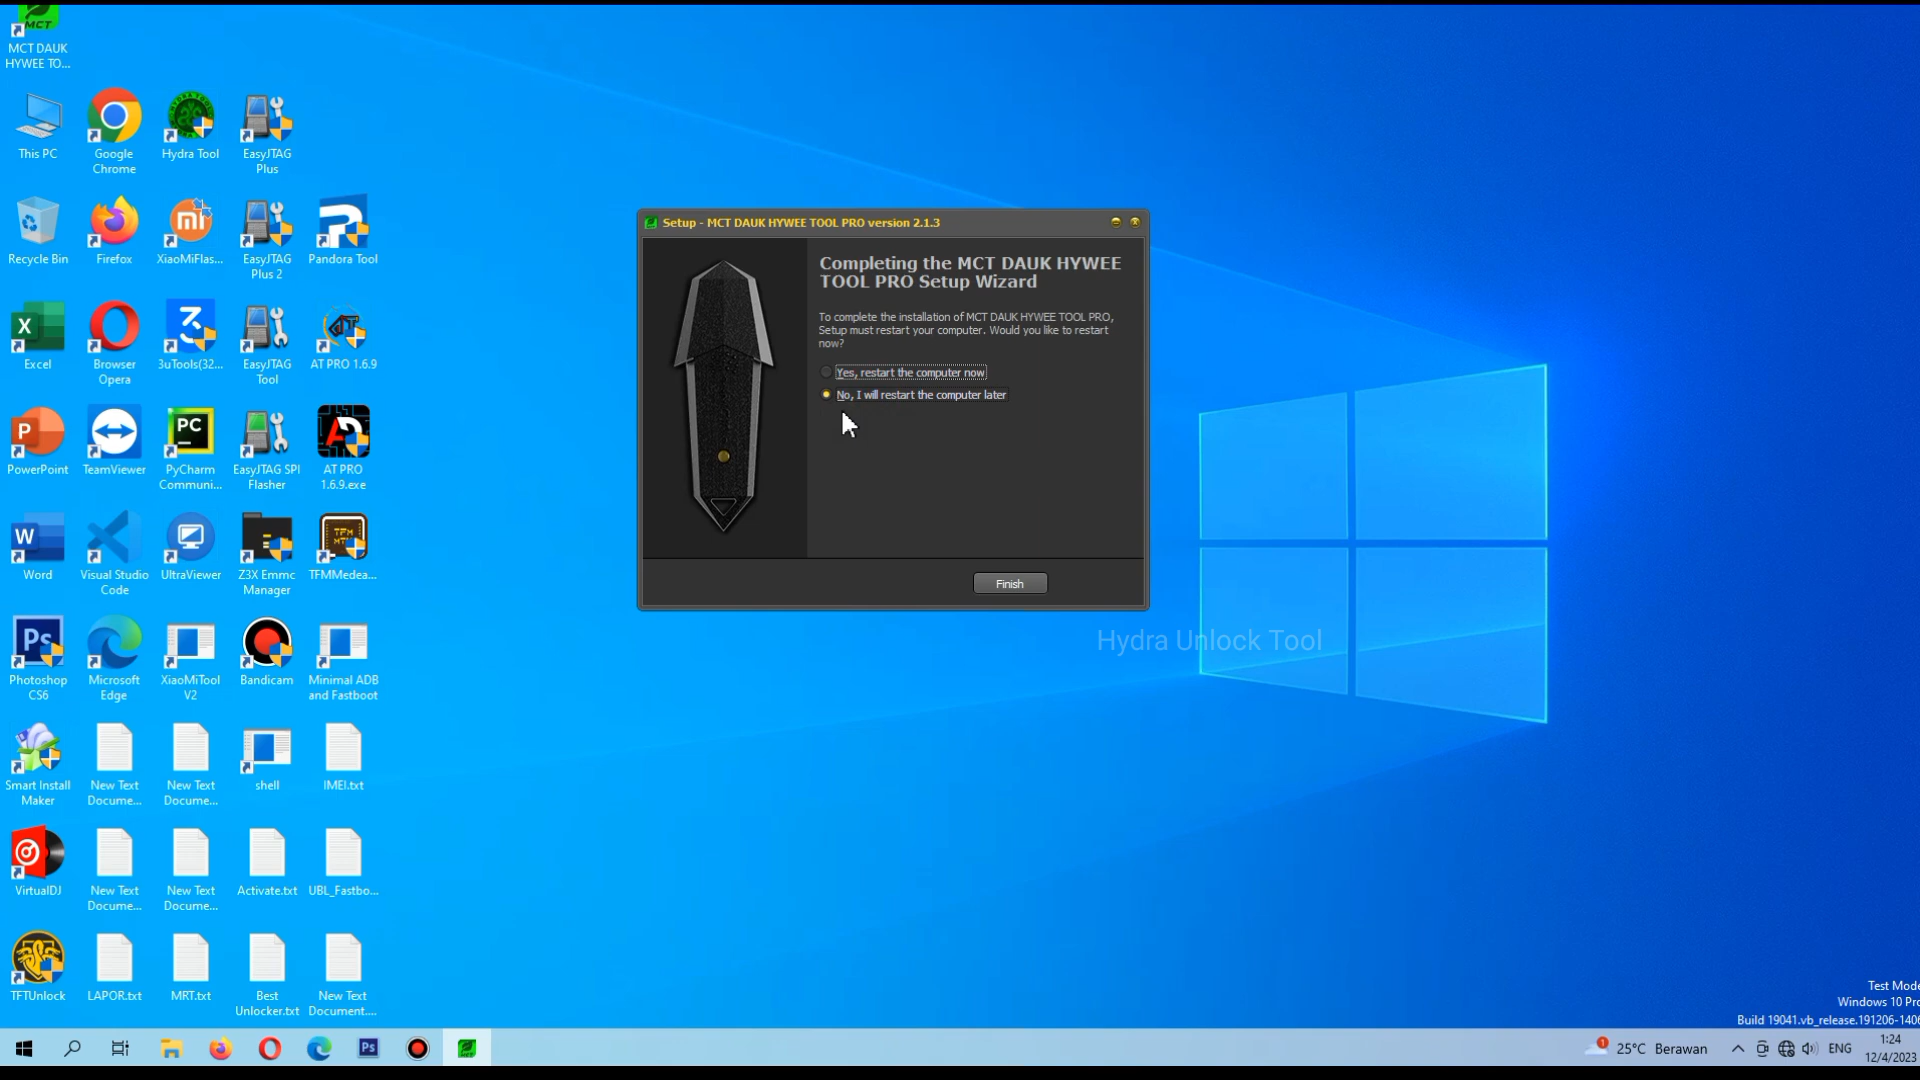 MCT
MCT DAUK
HYWEE TO...
This PC
Google
Chrome
Hydra Tool
EasyJTAG
Plus
Recycle Bin
Firefox
XiaoMiFlas...
EasyJTAG
Plus 2
Pandora Tool
Excel
Browser
Opera
3uTools(32...
EasyJTAG
Tool
AT PRO 1.6.9
PowerPoint
TeamViewer
PyCharm
Communi...
EasyJTAG SPI
Flasher
AT PRO
1.6.9.exe
Word
Visual Studio
Code
UltraViewer
Z3X Emmc
Manager
TFMMedea...
Photoshop
CS6
Microsoft
Edge
XiaoMiTool
V2
Bandicam
Minimal ADB
and Fastboot
Smart Install
Maker
New Text
Docume...
New Text
Docume...
shell
IMEI.txt
VirtualDJ
New Text
Docume...
New Text
Docume...
Activate.txt
UBL_Fastbo...
TFTUnlock
LAPOR.txt
MRT.txt
Best
Unlocker.txt
New Text
Document....
Setup - MCT DAUK HYWEE TOOL PRO version 2.1.3
Completing the MCT DAUK HYWEE
TOOL PRO Setup Wizard
To complete the installation of MCT DAUK HYWEE TOOL PRO,
Setup must restart your computer. Would you like to restart
now?
Yes, restart the computer now
No, I will restart the computer later
Finish
Hydra Unlock Tool
Test Mode
Windows 10 Pro
Build 19041.vb_release.191206-1406
1
25°C Berawan
ENG
1:24
12/4/2023